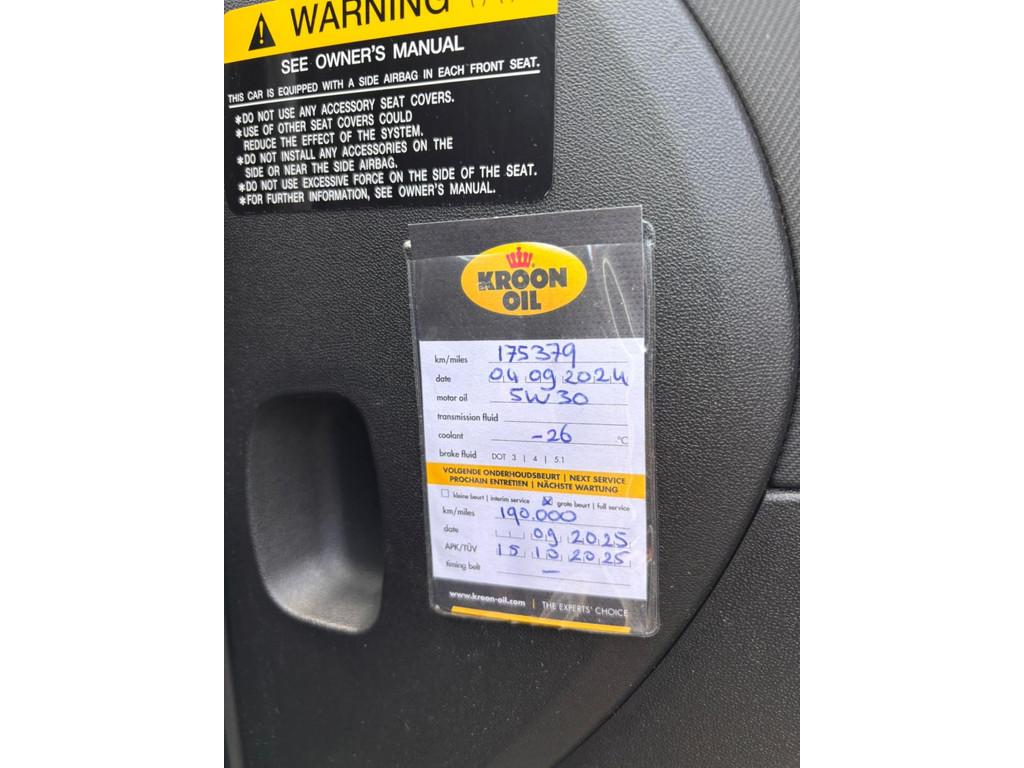 WARNING
SEE OWNER'S MANUAL
THIS CAR IS EQUIPPED WITH A SIDE AIRBAG IN EACH FRONT SEAT.
*DO NOT USE ANY ACCESSORY SEAT COVERS.
*USE OF OTHER SEAT COVERS COULD
REDUCE THE EFFECT OF THE SYSTEM.
*DO NOT INSTALL ANY ACCESSORIES ON THE
SIDE OR NEAR THE SIDE AIRBAG.
*DO NOT USE EXCESSIVE FORCE ON THE SIDE OF THE SEAT.
*FOR FURTHER INFORMATION, SEE OWNER'S MANUAL.
KROON
OIL
km/miles 175379
date 04 09 2024
motor oil 5W30
transmission fluid
coolant -26 °C
brake fluid DOT 3 | 4 | 5.1
VOLGENDE ONDERHOUDSBEURT | NEXT SERVICE
PROCHAIN ENTRETIEN | NÄCHSTE WARTUNG
kleine beurt | interim service grote beurt | full service
km/miles 190.000
date 09 2025
APK/TÜV 15 10 2025
timing belt -
www.kroon-oil.com | THE EXPERTS' CHOICE